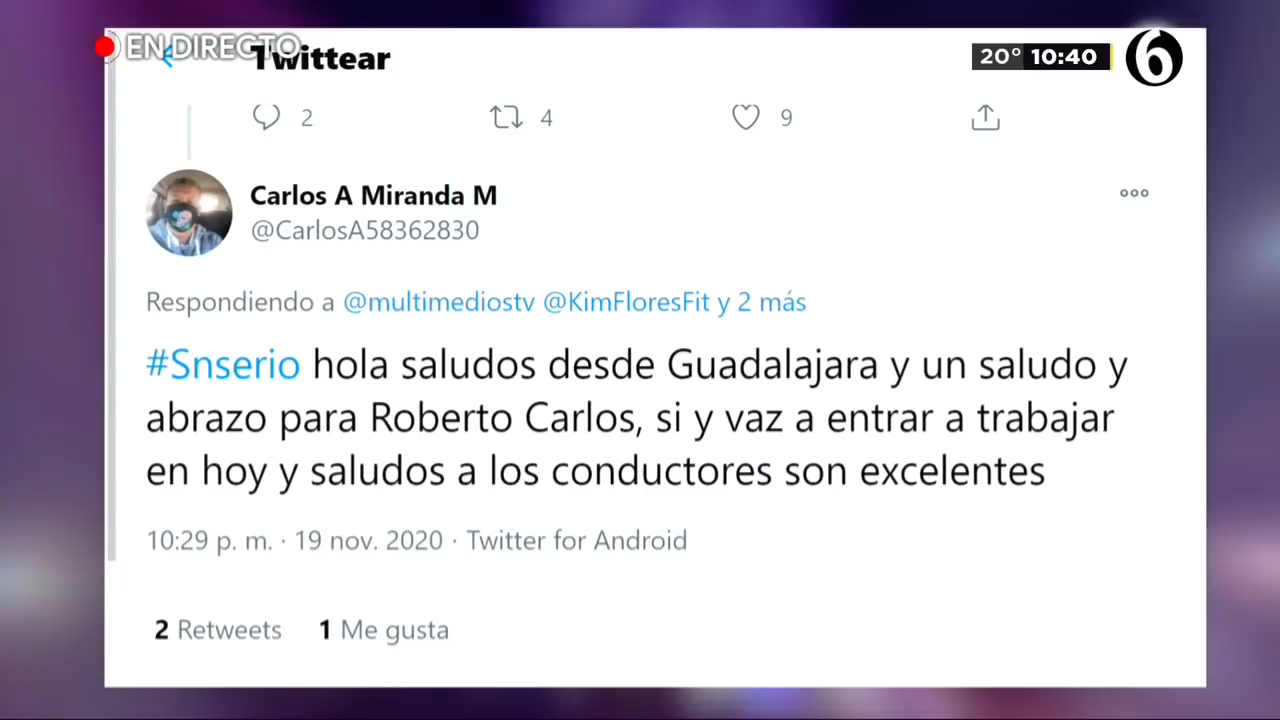 EN DIRECTO
Twittear
20° 10:40
6
2 4 9
Carlos A Miranda M
@CarlosA58362830
Respondiendo a @multimediostv @KimFloresFit y 2 más
#Snserio hola saludos desde Guadalajara y un saludo y
abrazo para Roberto Carlos, si y vaz a entrar a trabajar
en hoy y saludos a los conductores son excelentes
10:29 p. m. · 19 nov. 2020 · Twitter for Android
2 Retweets 1 Me gusta